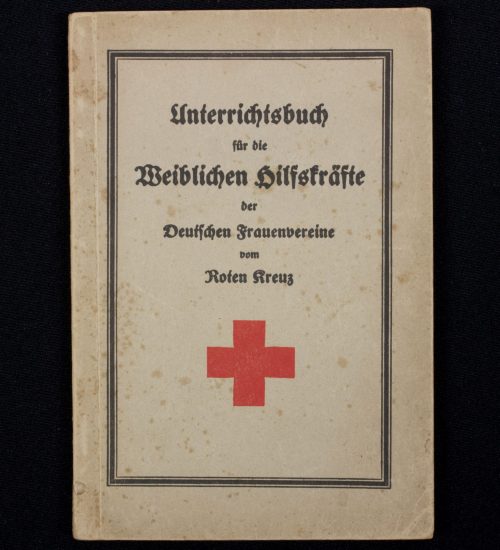 Unterrichtsbuch
für die
Weiblichen Hilfskräfte
der
Deutschen Frauenvereine
vom
Roten Kreuz